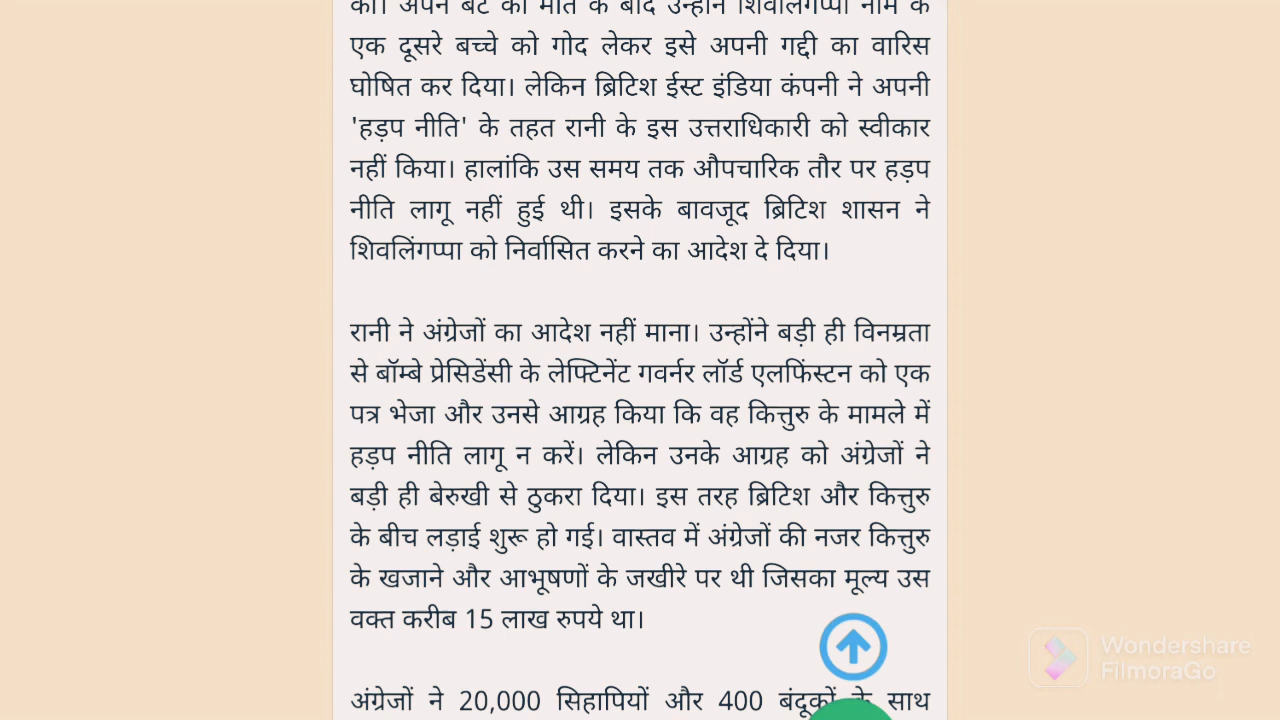 एक दूसरे बच्चे को गोद लेकर इसे अपनी गद्दी का वारिस
घोषित कर दिया। लेकिन ब्रिटिश ईस्ट इंडिया कंपनी ने अपनी
'हड़प नीति' के तहत रानी के इस उत्तराधिकारी को स्वीकार
नहीं किया। हालांकि उस समय तक औपचारिक तौर पर हड़प
नीति लागू नहीं हुई थी। इसके बावजूद ब्रिटिश शासन ने
शिवलिंगप्पा को निर्वासित करने का आदेश दे दिया।
रानी ने अंग्रेजों का आदेश नहीं माना। उन्होंने बड़ी ही विनम्रता
से बॉम्बे प्रेसिडेंसी के लेफ्टिनेंट गवर्नर लॉर्ड एलफिंस्टन को एक
पत्र भेजा और उनसे आग्रह किया कि वह कित्तुरु के मामले में
हड़प नीति लागू न करें। लेकिन उनके आग्रह को अंग्रेजों ने
बड़ी ही बेरुखी से ठुकरा दिया। इस तरह ब्रिटिश और कित्तुरु
के बीच लड़ाई शुरू हो गई। वास्तव में अंग्रेजों की नजर कित्तुरु
के खजाने और आभूषणों के जखीरे पर थी जिसका मूल्य उस
वक्त करीब 15 लाख रुपये था।
अंग्रेजों ने 20,000 सिहापियों और 400 बंदूकों के साथ
Wondershare
FilmoraGo